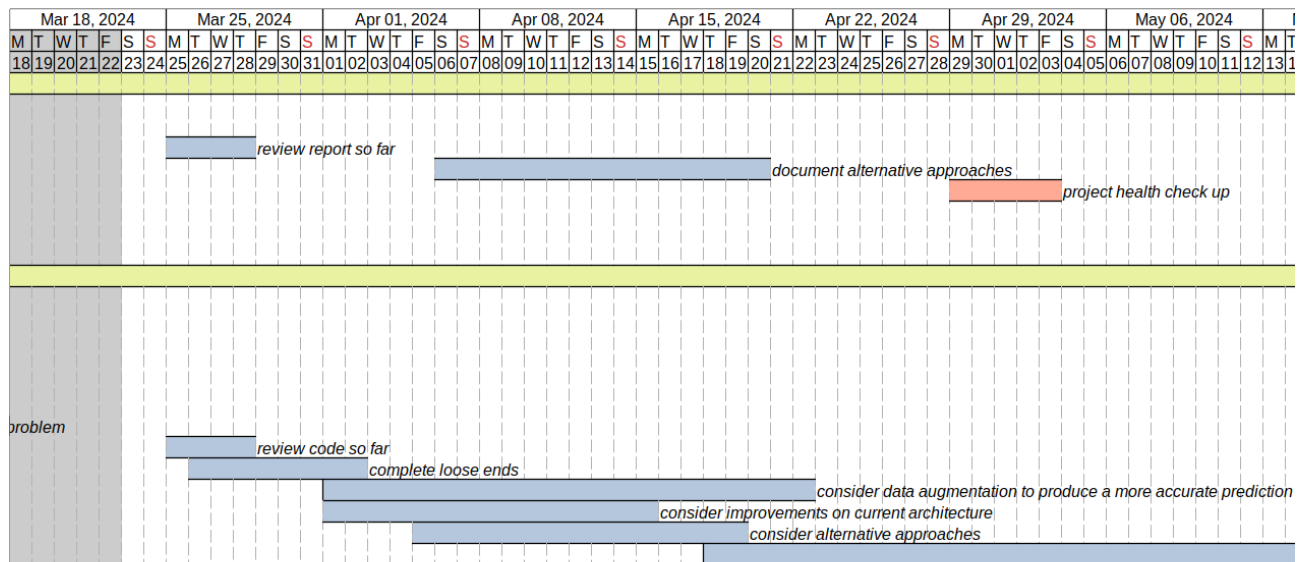 Mar 18, 2024 Mar 25, 2024 Apr 01, 2024 Apr 08, 2024 Apr 15, 2024 Apr 22, 2024 Apr 29, 2024 May 06, 2024
M T W T F S S M T W T F S S M T W T F S S M T W T F S S M T W T F S S M T W T F S S M T W T F S S M T W T F S S M T
18 19 20 21 22 23 24 25 26 27 28 29 30 31 01 02 03 04 05 06 07 08 09 10 11 12 13 14 15 16 17 18 19 20 21 22 23 24 25 26 27 28 29 30 01 02 03 04 05 06 07 08 09 10 11 12 13
review report so far
document alternative approaches
project health check up
problem
review code so far
complete loose ends
consider data augmentation to produce a more accurate prediction
consider improvements on current architecture
consider alternative approaches